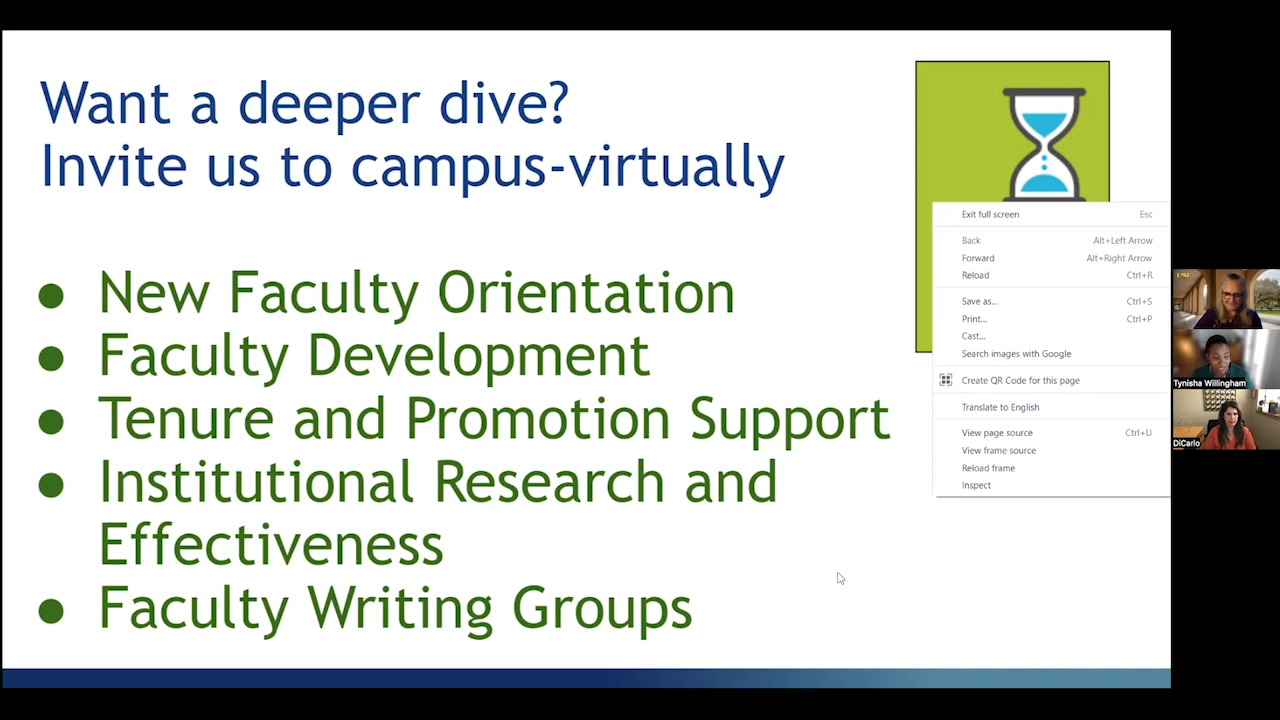 Want a deeper dive?
Invite us to campus-virtually
● New Faculty Orientation
● Faculty Development
● Tenure and Promotion Support
● Institutional Research and
Effectiveness
● Faculty Writing Groups
Exit full screen Esc
Back Alt+Left Arrow
Forward Alt+Right Arrow
Reload Ctrl+R
Save as... Ctrl+S
Print... Ctrl+P
Cast...
Search images with Google
Create QR Code for this page
Translate to English
View page source Ctrl+U
View frame source
Reload frame
Inspect
LSU
Tynisha Willingham
DiCarlo